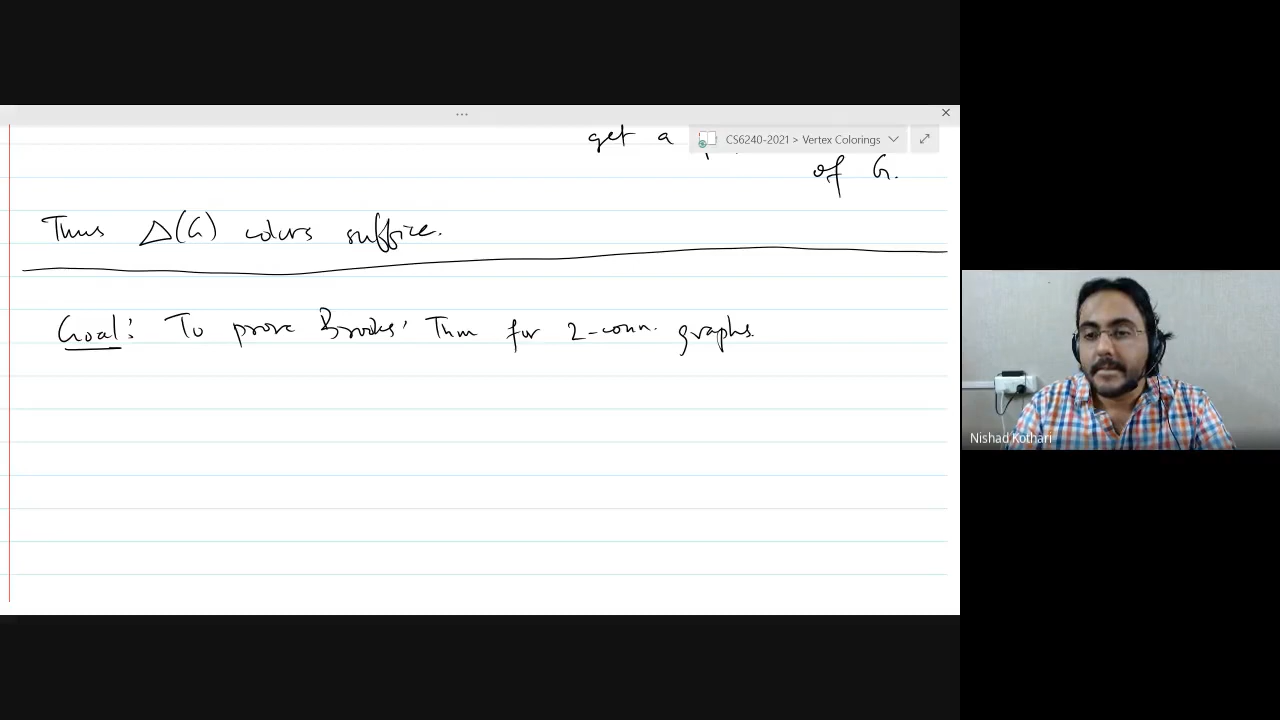 get a
CS6240-2021 > Vertex Colorings
of G.
Thus Δ(G) colors suffice.
Goal: To prove Brooks' Thm for 2-conn. graphs.
Nishad Kothari